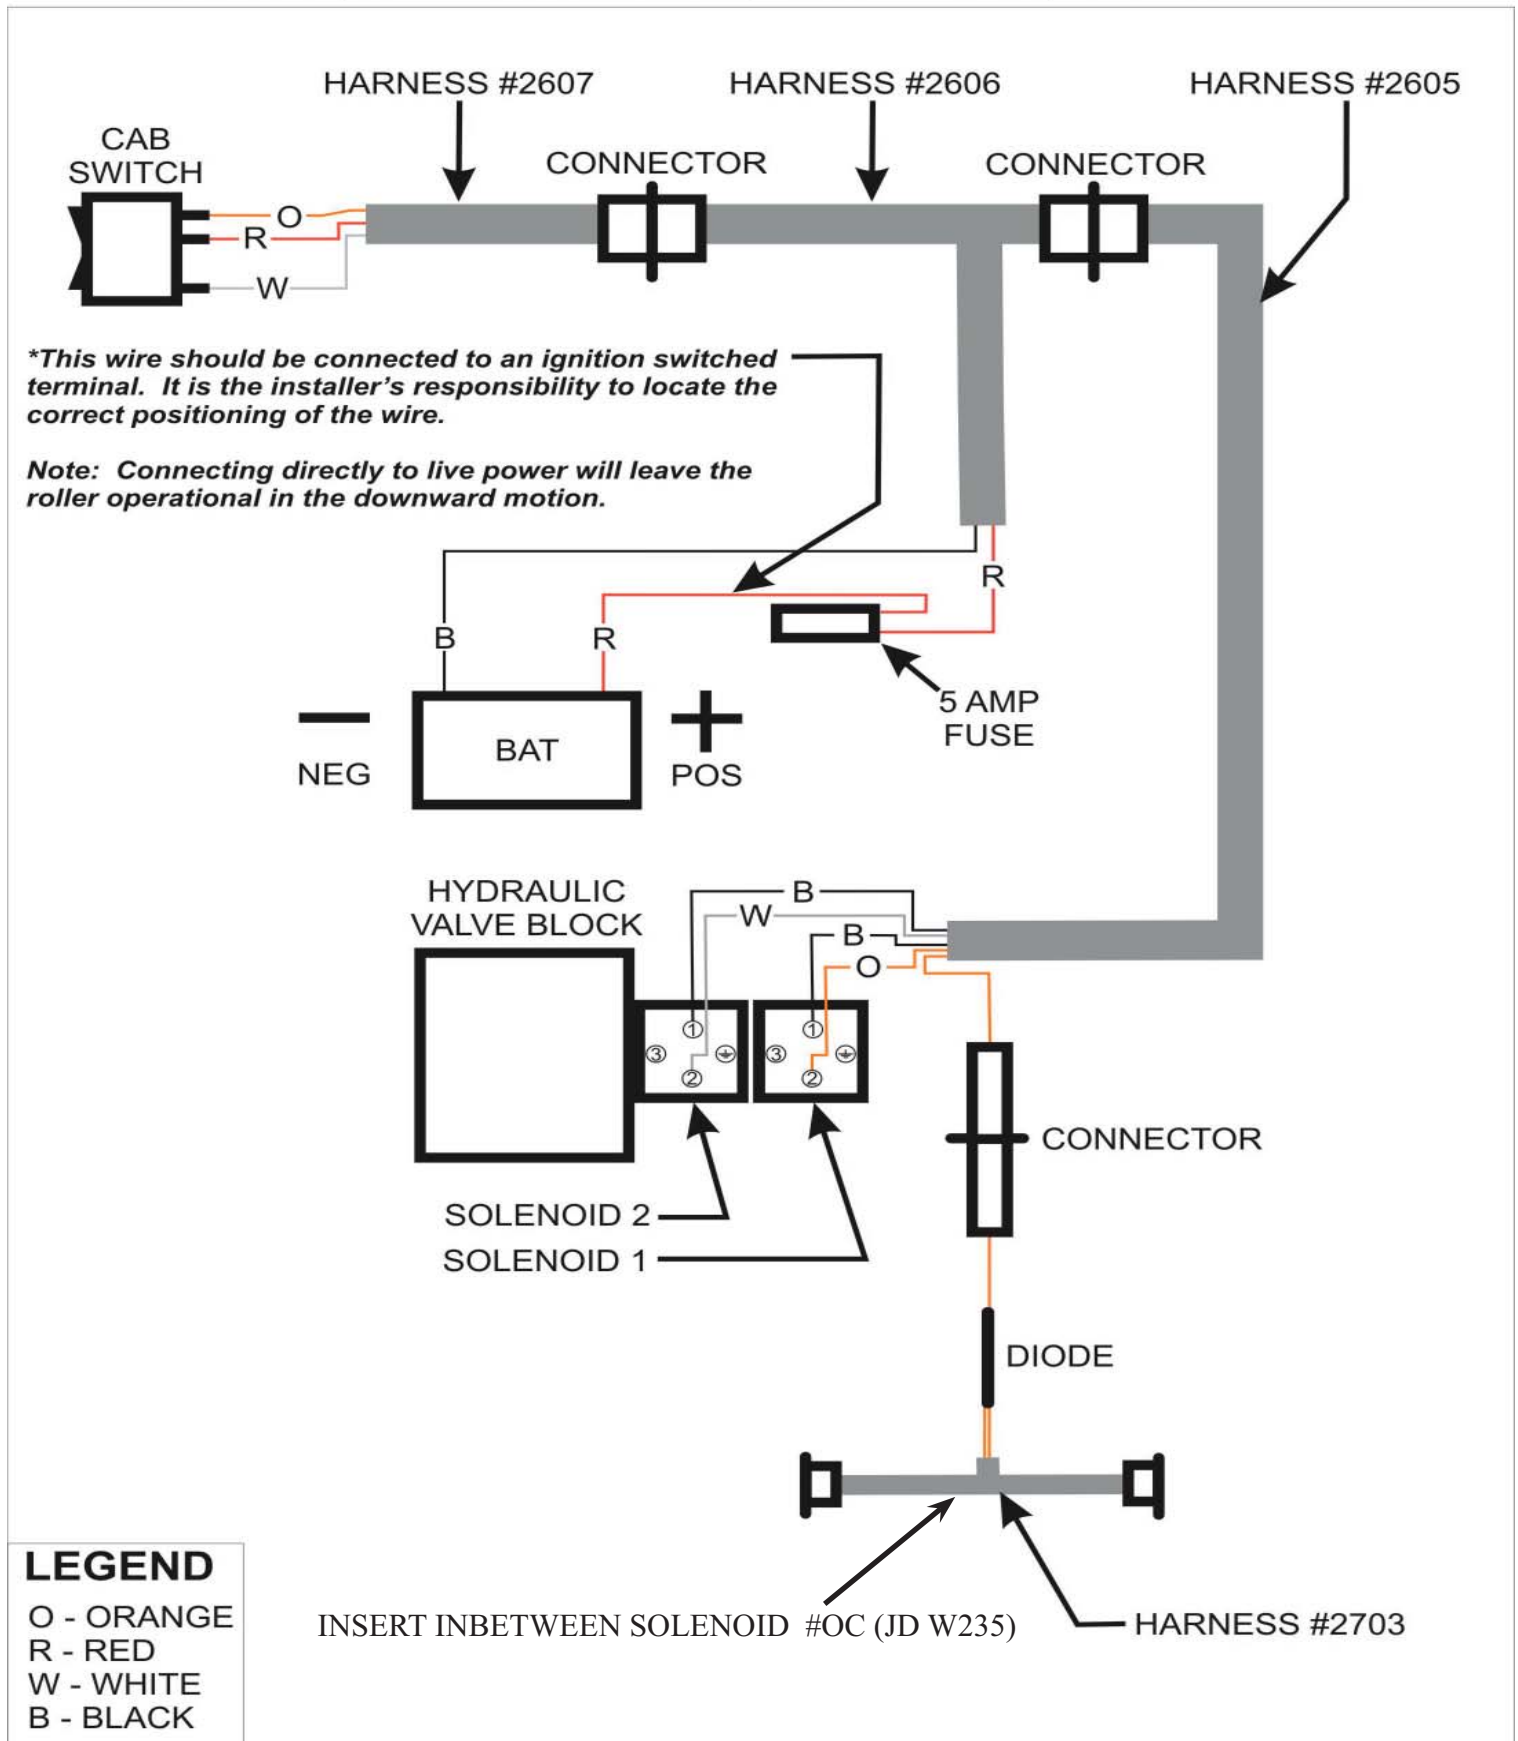 HARNESS #2607
HARNESS #2606
HARNESS #2605
CAB
SWITCH
CONNECTOR
CONNECTOR
O
R
W
*This wire should be connected to an ignition switched
terminal.  It is the installer's responsibility to locate the
correct positioning of the wire.
Note:  Connecting directly to live power will leave the
roller operational in the downward motion.
R
B
R
5 AMP
FUSE
NEG
BAT
POS
HYDRAULIC
VALVE BLOCK
B
W
B
O
1
3
2
1
3
2
CONNECTOR
SOLENOID 2
SOLENOID 1
DIODE
INSERT INBETWEEN SOLENOID  #OC (JD W235)
HARNESS #2703
LEGEND
O - ORANGE
R - RED
W - WHITE
B - BLACK